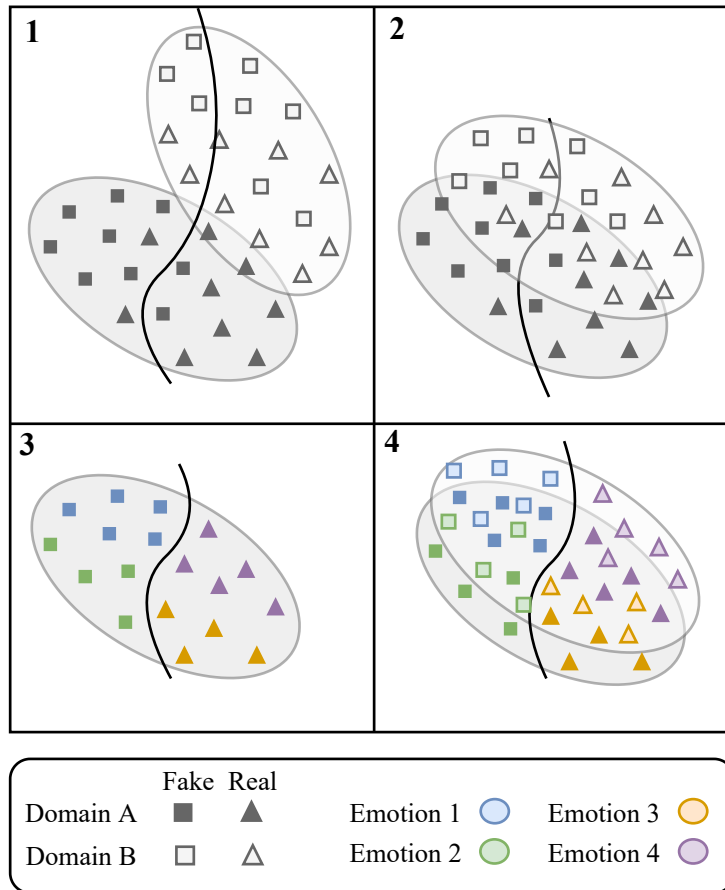 1
2
3
4
Fake Real
Domain A
Domain B
Emotion 1
Emotion 2
Emotion 3
Emotion 4